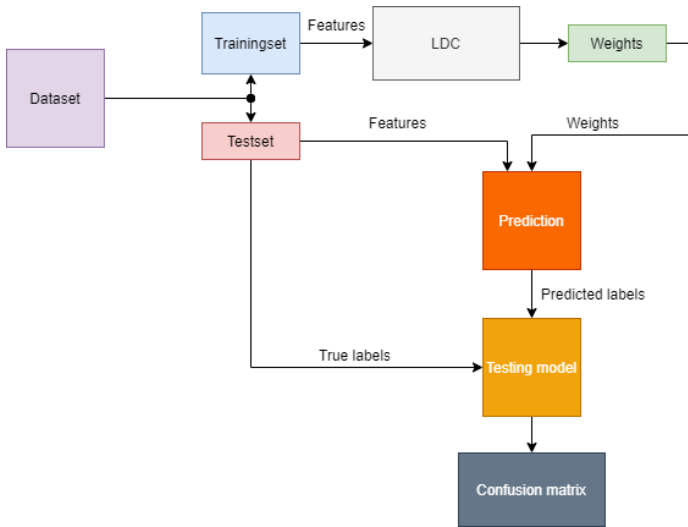 Features
Trainingset
LDC
Weights
Dataset
Features
Weights
Testset
Prediction
Predicted labels
True labels
Testing model
Confusion matrix